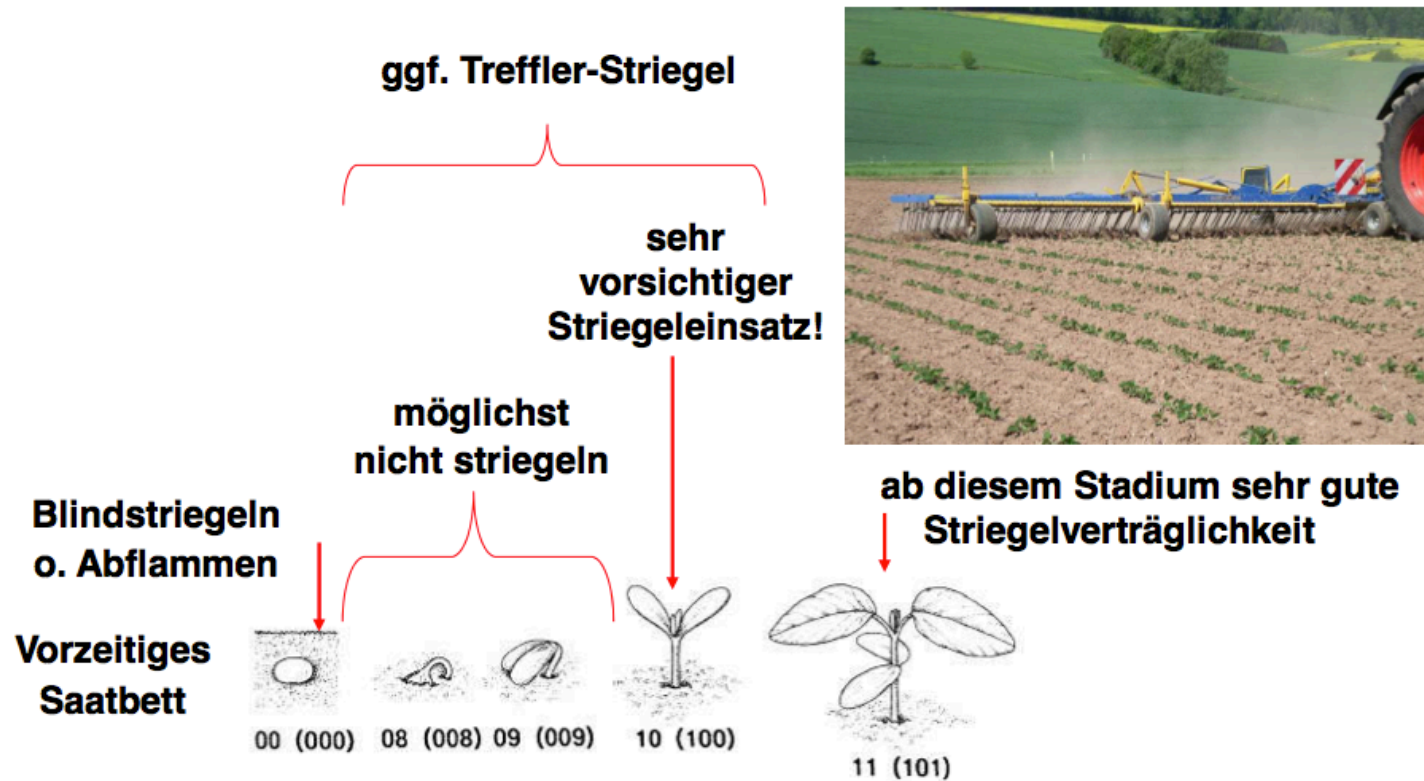 ggf. Treffler-Striegel
sehr
vorsichtiger
Striegeleinsatz!
möglichst
nicht striegeln
ab diesem Stadium sehr gute
Striegelverträglichkeit
Blindstriegeln
o. Abflammen
Vorzeitiges
Saatbett
00 (000) 08 (008) 09 (009) 10 (100)
11 (101)